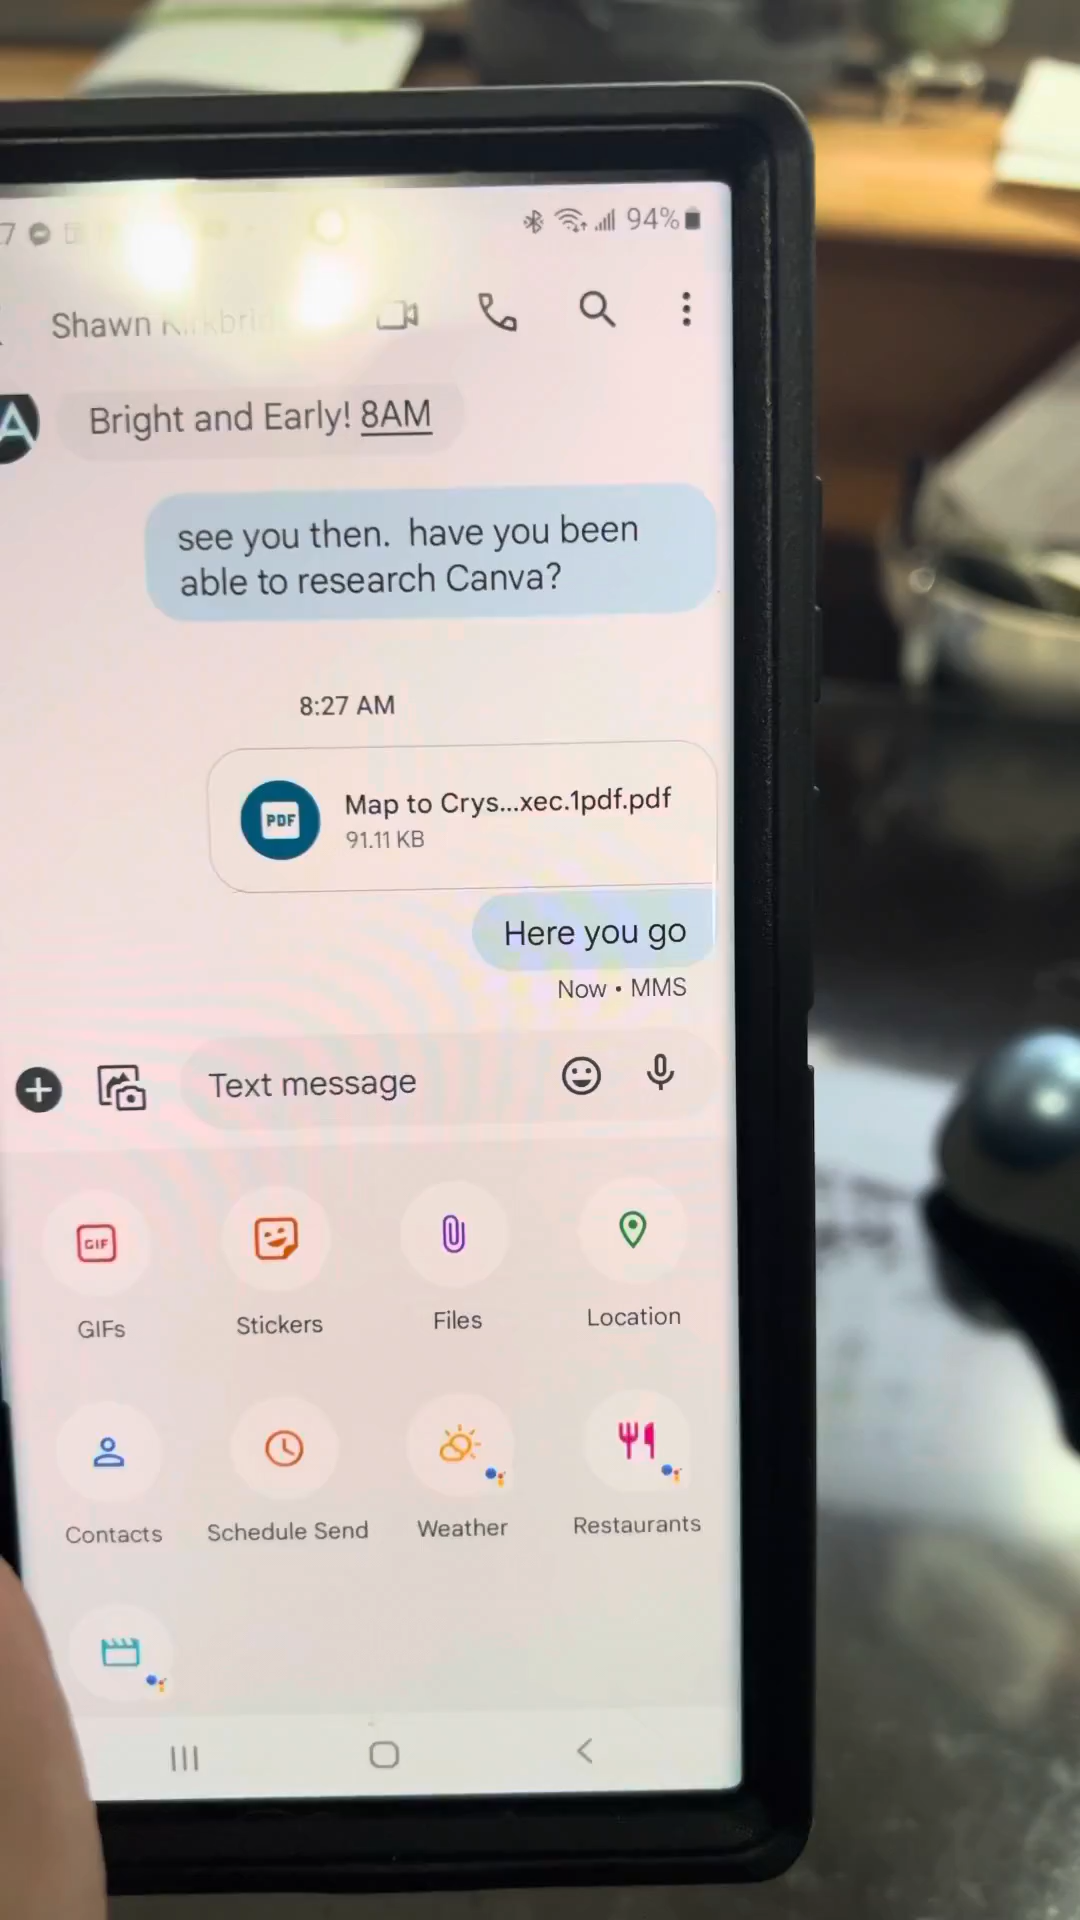 7
94%
Shawn Kirkbrid
A
Bright and Early! 8AM
see you then.  have you been
able to research Canva?
8:27 AM
PDF
Map to Crys...xec.1pdf.pdf
91.11 KB
Here you go
Now • MMS
Text message
GIF
GIFs
Stickers
Files
Location
Contacts
Schedule Send
Weather
Restaurants